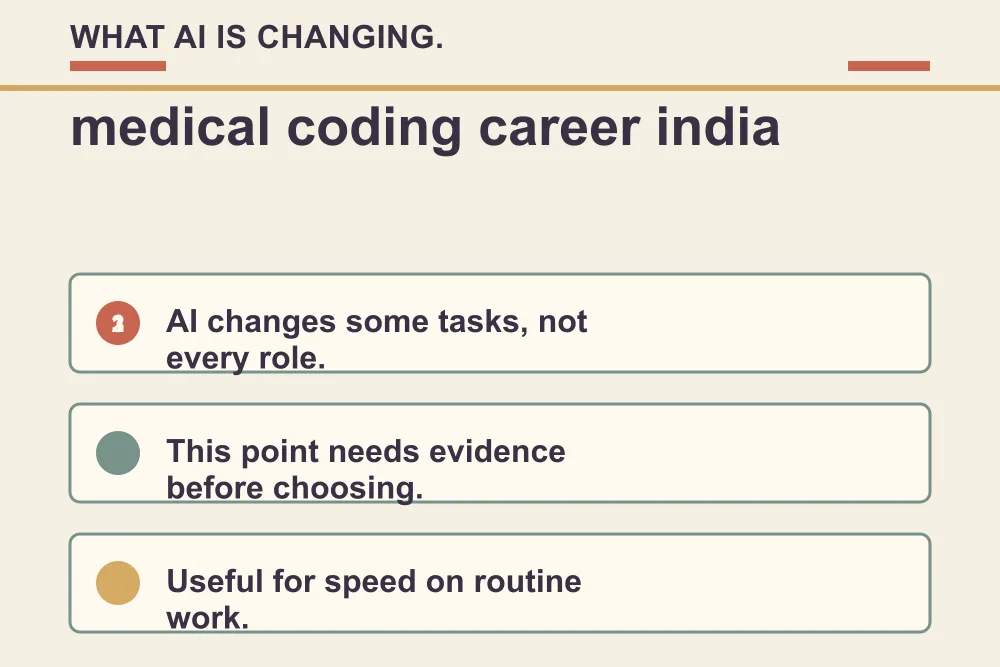 WHAT AI IS CHANGING.
medical coding career india
AI changes some tasks, not
every role.
This point needs evidence
before choosing.
Useful for speed on routine
work.